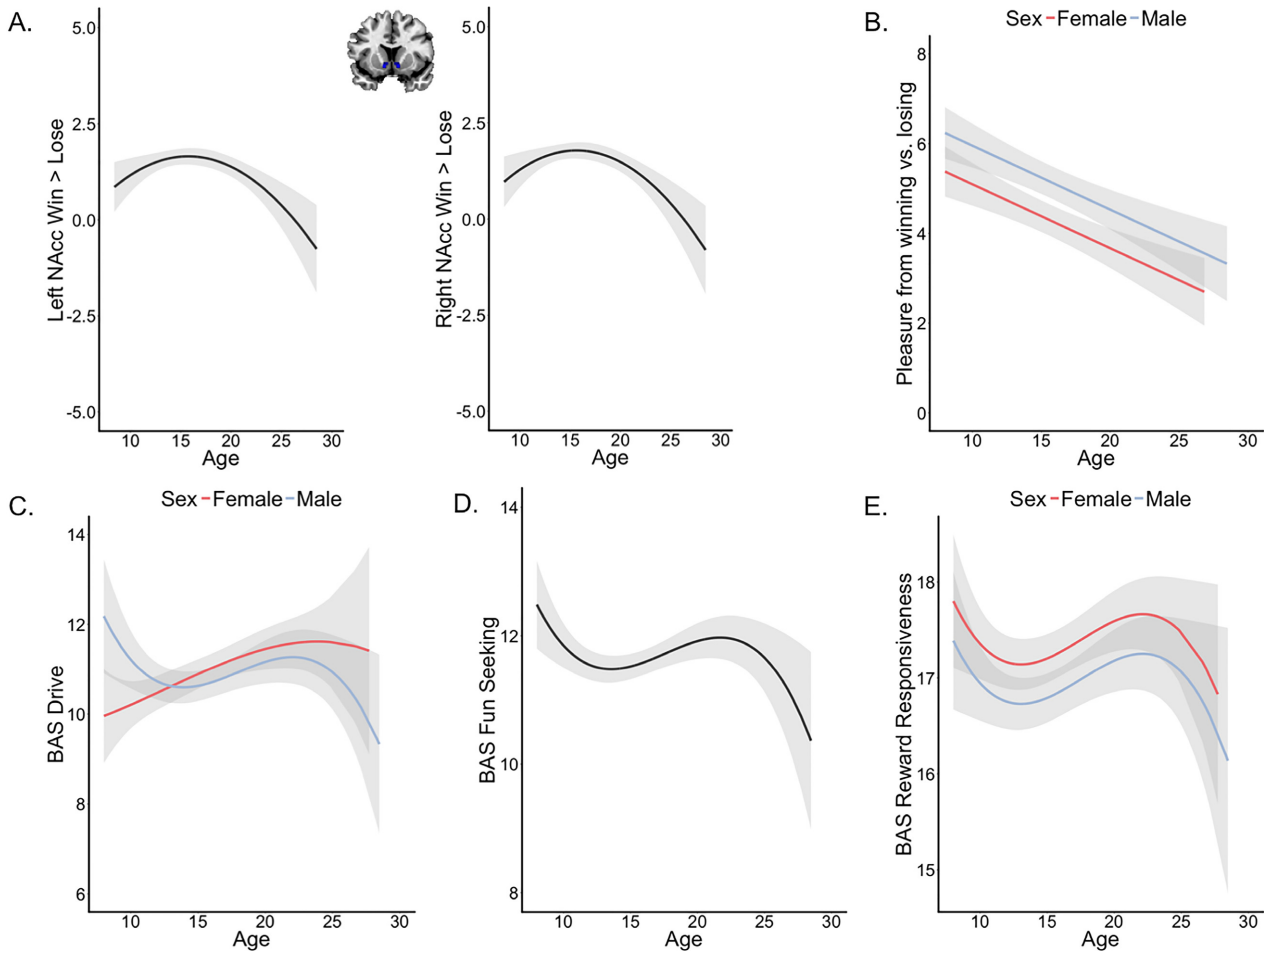 A.
5.0
2.5
0.0
-2.5
-5.0
Left NAcc Win > Lose
10 15 20 25 30
Age
5.0
2.5
0.0
-2.5
-5.0
Right NAcc Win > Lose
10 15 20 25 30
Age
B.
Sex Female Male
8
6
4
2
0
Pleasure from winning vs. losing
10 15 20 25 30
Age
C.
Sex Female Male
14
12
10
8
6
BAS Drive
10 15 20 25 30
Age
D.
14
12
10
8
BAS Fun Seeking
10 15 20 25 30
Age
E.
Sex Female Male
18
17
16
15
BAS Reward Responsiveness
10 15 20 25 30
Age